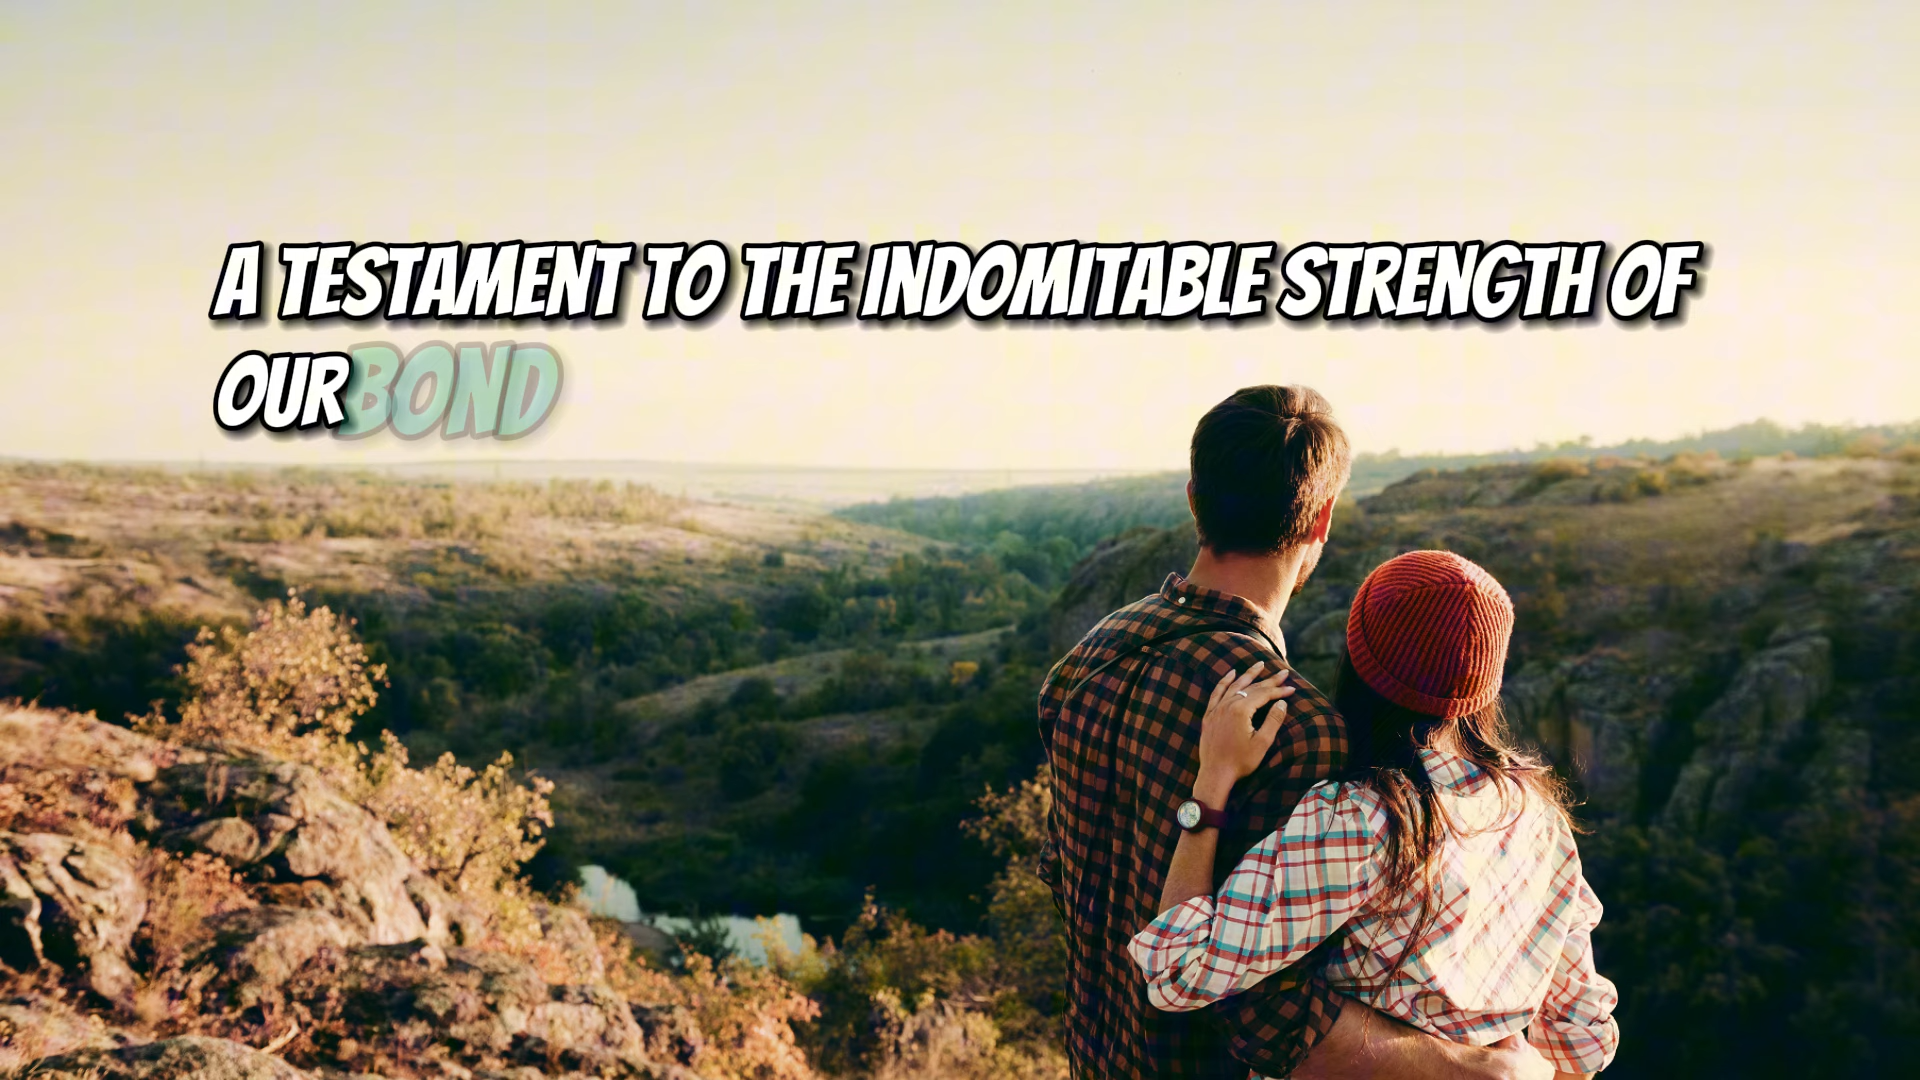 A TESTAMENT TO THE INDOMITABLE STRENGTH OF
OUR BOND